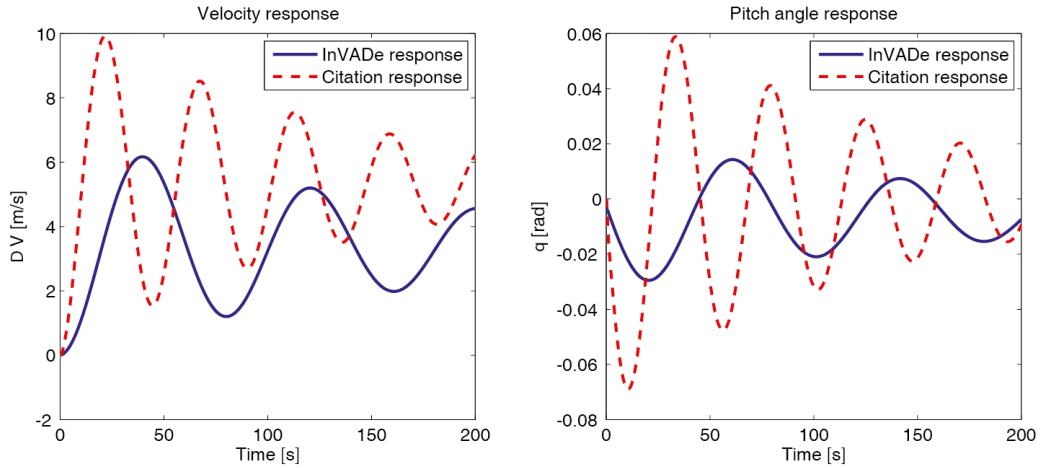 Velocity response
10
8
6
4
2
0
-2
D V [m/s]
InVADe response
Citation response
0
50
100
150
200
Time [s]
Pitch angle response
0.06
0.04
0.02
0
-0.02
-0.04
-0.06
-0.08
q [rad]
InVADe response
Citation response
0
50
100
150
200
Time [s]